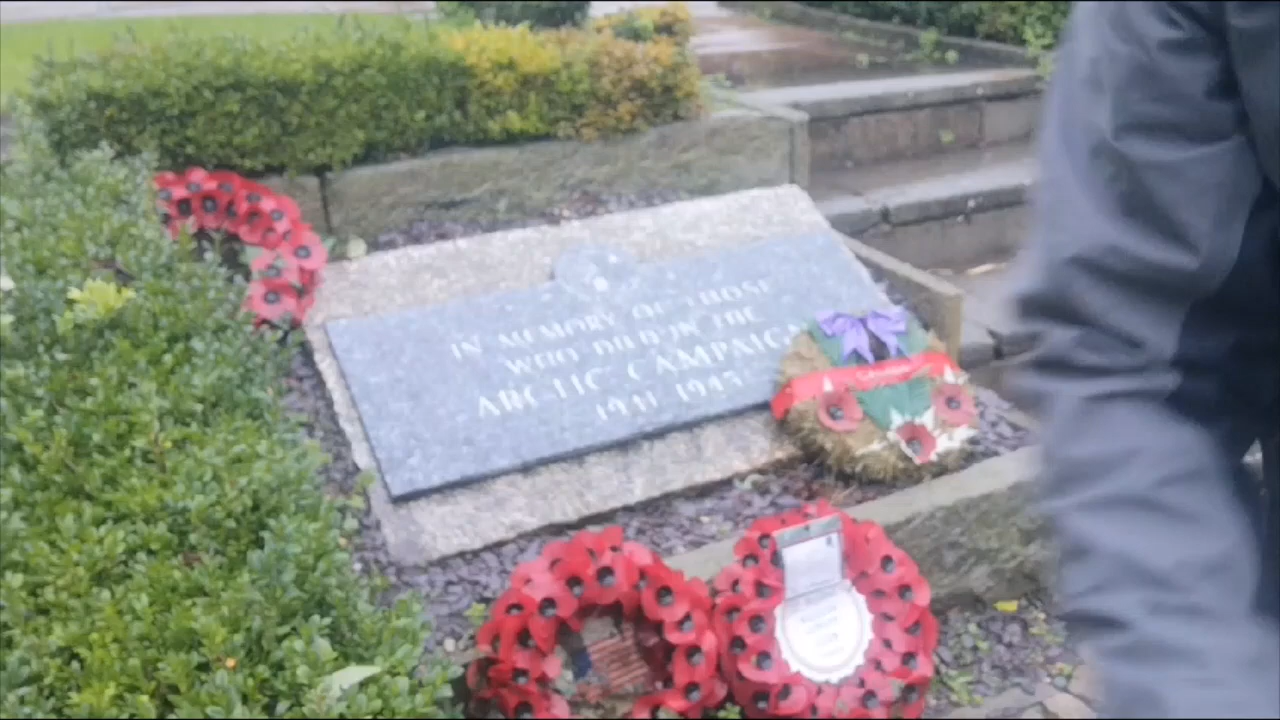 IN MEMORY OF THOSE
WHO DIED IN THE
ARCTIC CAMPAIGN
1941 1945